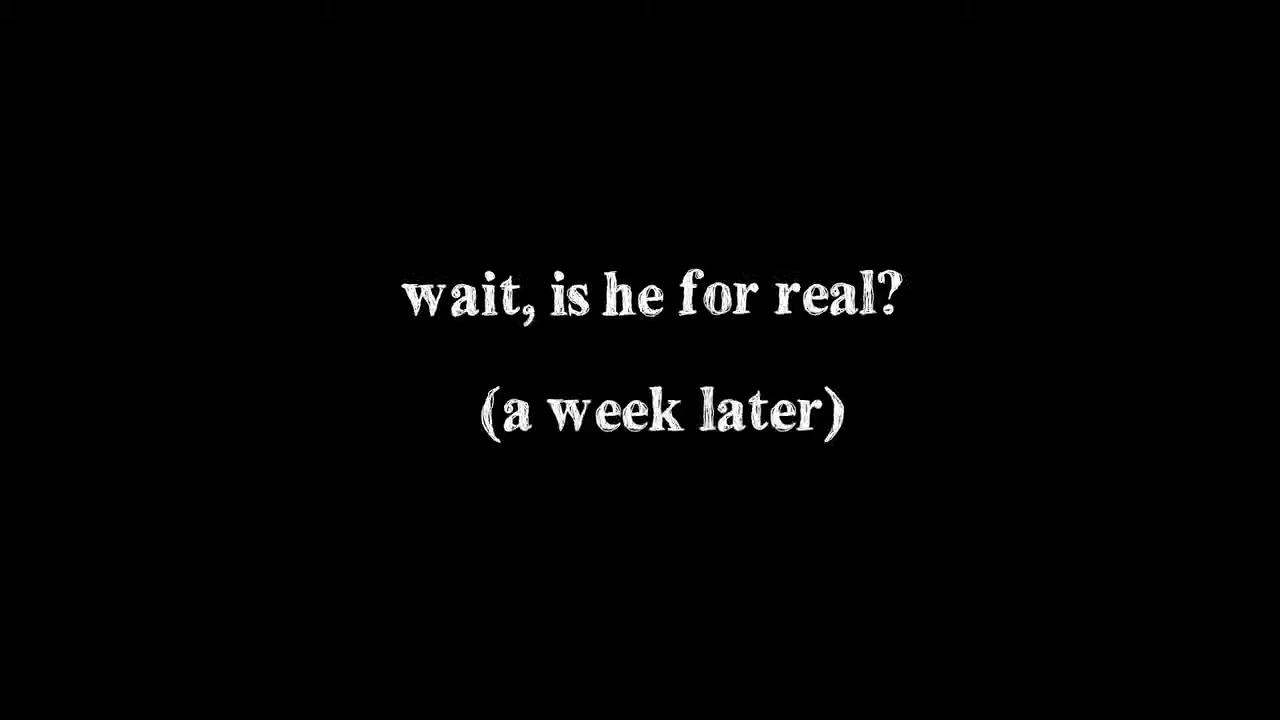 wait, is he for real?
(a week later)